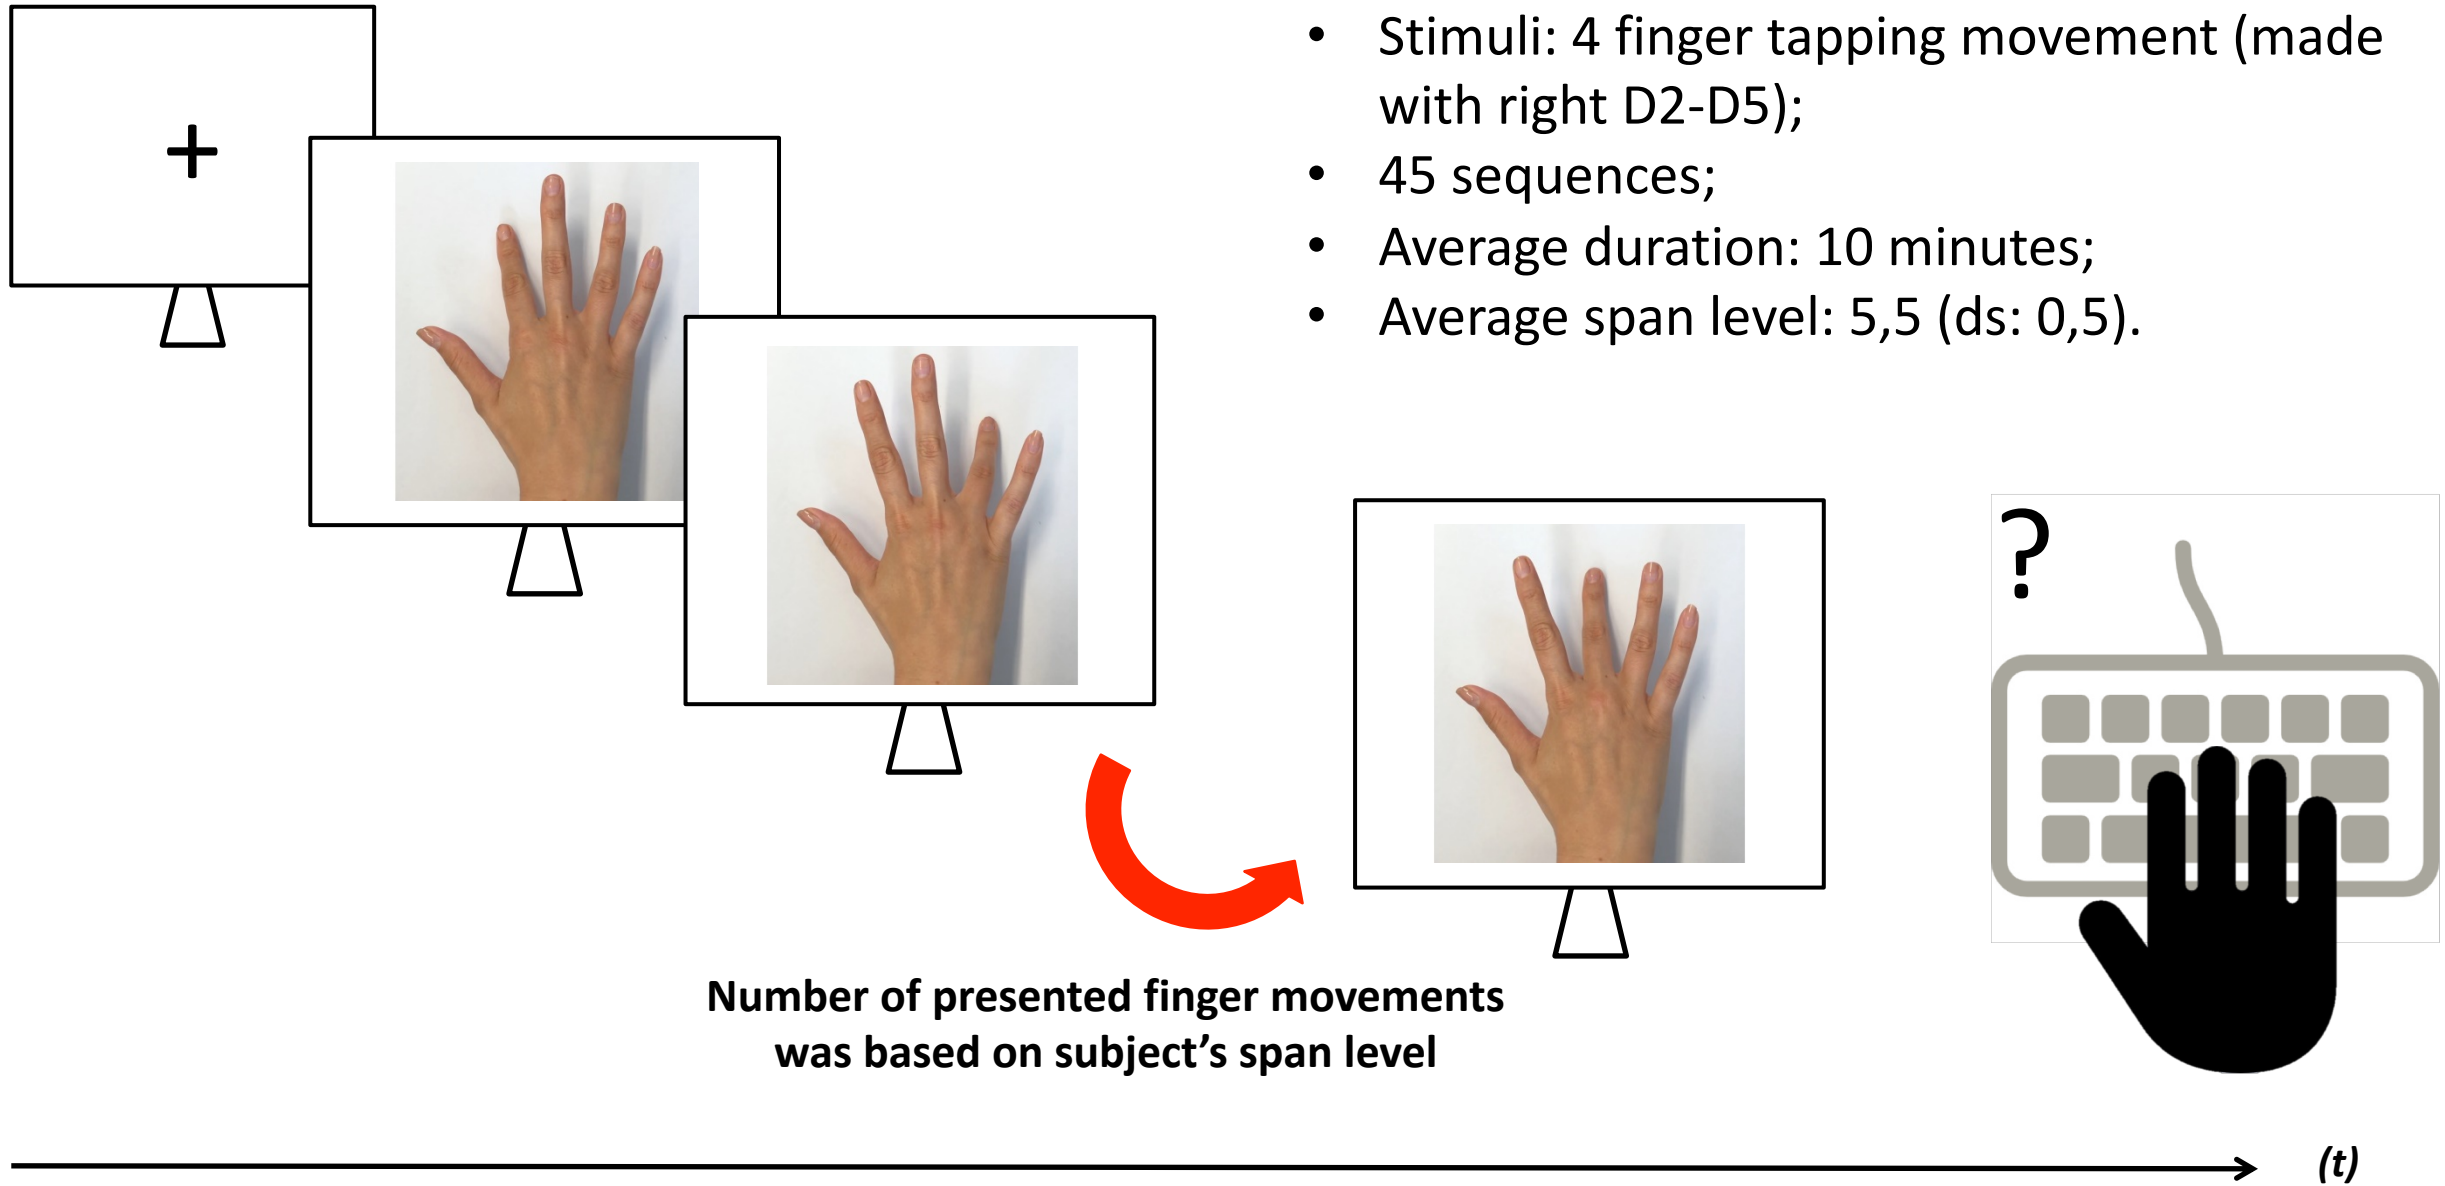 • Stimuli: 4 finger tapping movement (made
with right D2-D5);
• 45 sequences;
• Average duration: 10 minutes;
• Average span level: 5,5 (ds: 0,5).
+
?
Number of presented finger movements
was based on subject’s span level
(t)